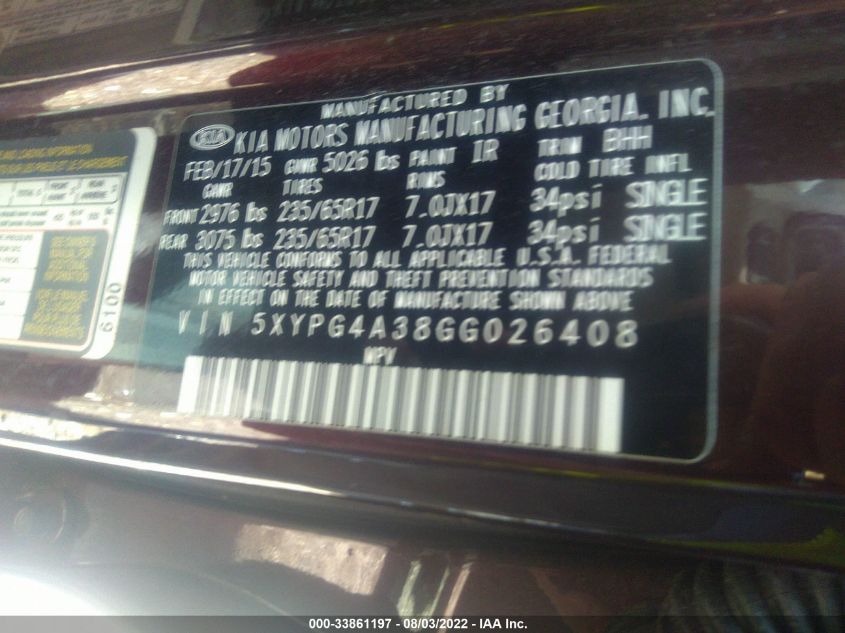 MANUFACTURED BY
KIA KIA MOTORS MANUFACTURING GEORGIA, INC.
FEB/17/15 GVWR 5026 lbs PAINT IR TRIM BHH
GAWR TIRES RIMS COLD TIRE INFL
FRONT 2976 lbs 235/65R17 7.0JX17 34psi SINGLE
REAR 3075 lbs 235/65R17 7.0JX17 34psi SINGLE
THIS VEHICLE CONFORMS TO ALL APPLICABLE U.S.A. FEDERAL
MOTOR VEHICLE SAFETY AND THEFT PREVENTION STANDARDS
IN EFFECT ON THE DATE OF MANUFACTURE SHOWN ABOVE
VIN 5XYPG4A38GG026408
MPV
6100
000-33861197 - 08/03/2022 - IAA Inc.